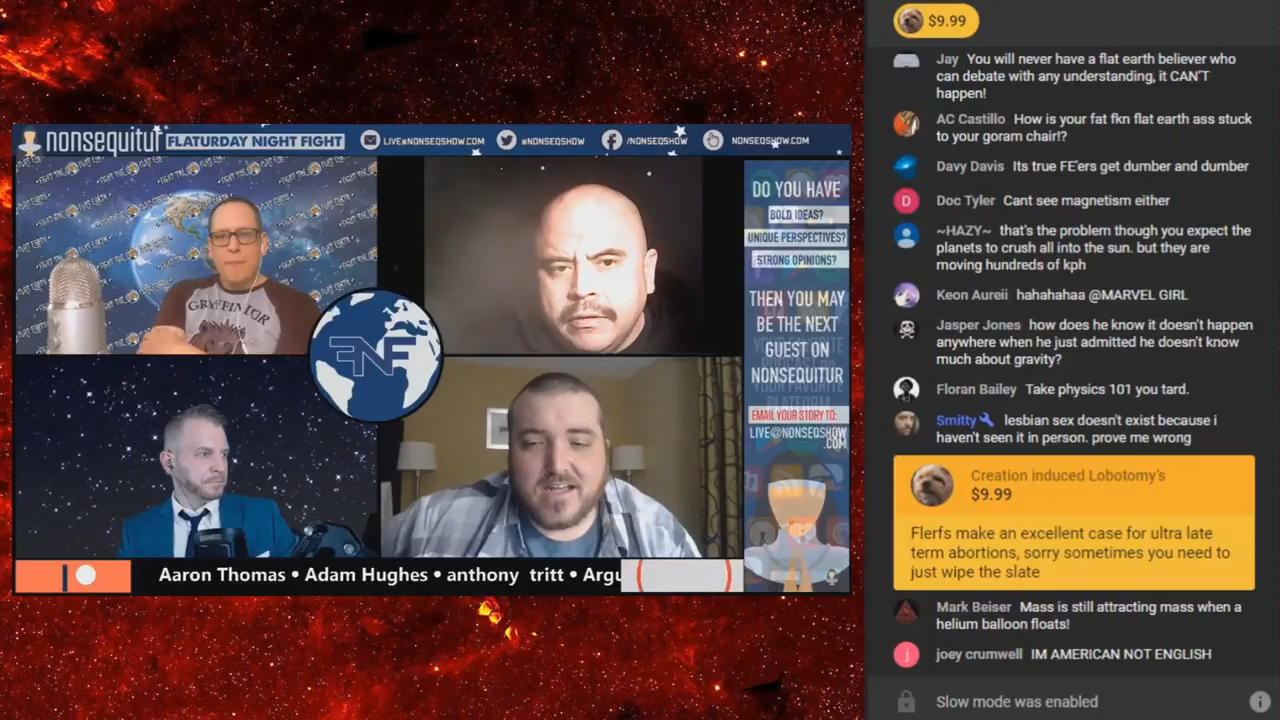 nonsequitur FLATURDAY NIGHT FIGHT LIVE@NONSEQSHOW.COM @NONSEQSHOW /NONSEQSHOW NONSEQSHOW.COM
GRYFFINDOR
FNF
DO YOU HAVE
BOLD IDEAS?
UNIQUE PERSPECTIVES?
STRONG OPINIONS?
THEN YOU MAY
BE THE NEXT
GUEST ON
NONSEQUITUR
EMAIL YOUR STORY TO:
LIVE@NONSEQSHOW
.COM
Aaron Thomas • Adam Hughes • anthony tritt • Argu
$9.99
Jay You will never have a flat earth believer who
can debate with any understanding, it CAN'T
happen!
AC Castillo How is your fat fkn flat earth ass stuck
to your goram chair!?
Davy Davis Its true FE'ers get dumber and dumber
D
Doc Tyler Cant see magnetism either
~HAZY~ that's the problem though you expect the
planets to crush all into the sun. but they are
moving hundreds of kph
Keon Aureii hahahahaa @MARVEL GIRL
Jasper Jones how does he know it doesn't happen
anywhere when he just admitted he doesn't know
much about gravity?
Floran Bailey Take physics 101 you tard.
Smitty lesbian sex doesn't exist because i
haven't seen it in person. prove me wrong
Creation induced Lobotomy's
$9.99
Flerfs make an excellent case for ultra late
term abortions, sorry sometimes you need to
just wipe the slate
Mark Beiser Mass is still attracting mass when a
helium balloon floats!
j
joey crumwell IM AMERICAN NOT ENGLISH
Slow mode was enabled